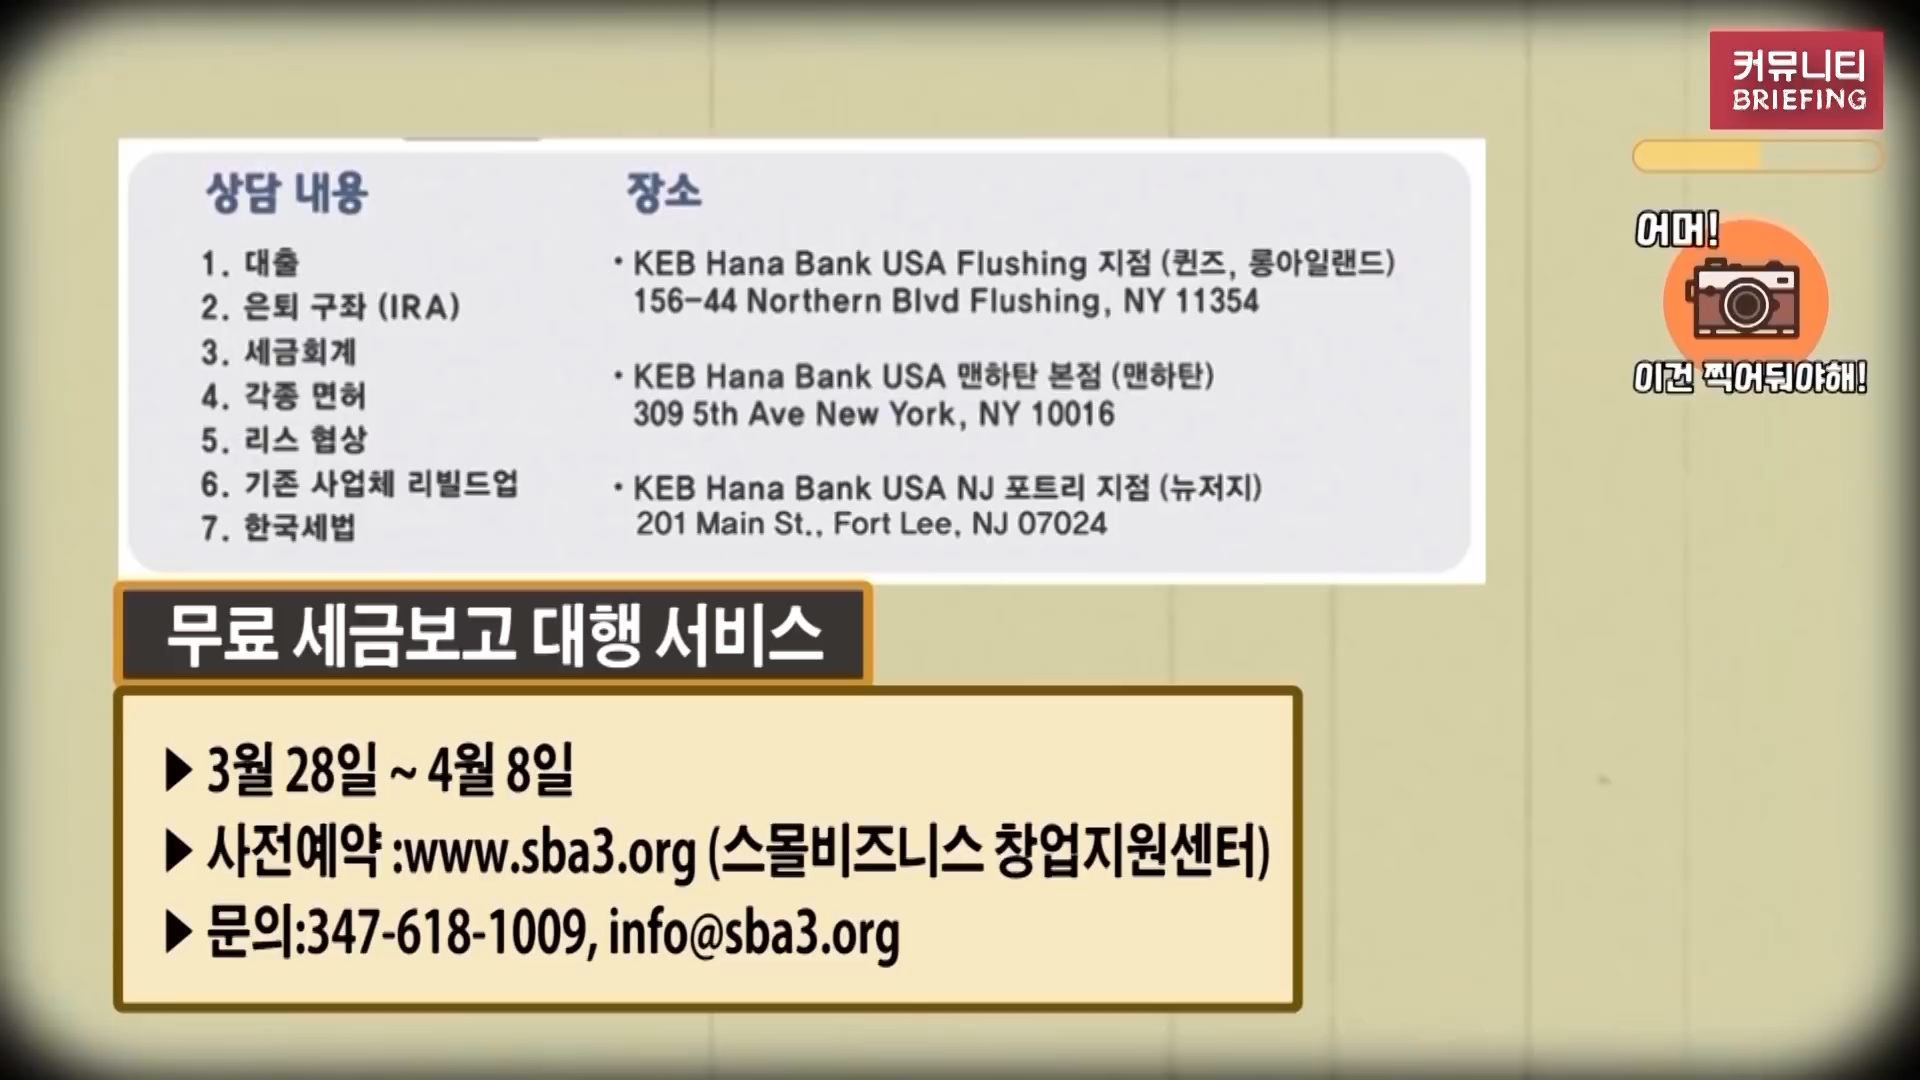 커뮤니티
BRIEFING
어머!
이건 찍어둬야해!
상담 내용
1. 대출
2. 은퇴 구좌 (IRA)
3. 세금회계
4. 각종 면허
5. 리스 협상
6. 기존 사업체 리빌드업
7. 한국세법
장소
· KEB Hana Bank USA Flushing 지점 (퀸즈, 롱아일랜드)
156-44 Northern Blvd Flushing, NY 11354
· KEB Hana Bank USA 맨하탄 본점 (맨하탄)
309 5th Ave New York, NY 10016
· KEB Hana Bank USA NJ 포트리 지점 (뉴저지)
201 Main St., Fort Lee, NJ 07024
무료 세금보고 대행 서비스
▶ 3월 28일 ~ 4월 8일
▶ 사전예약 :www.sba3.org (스몰비즈니스 창업지원센터)
▶ 문의:347-618-1009, info@sba3.org